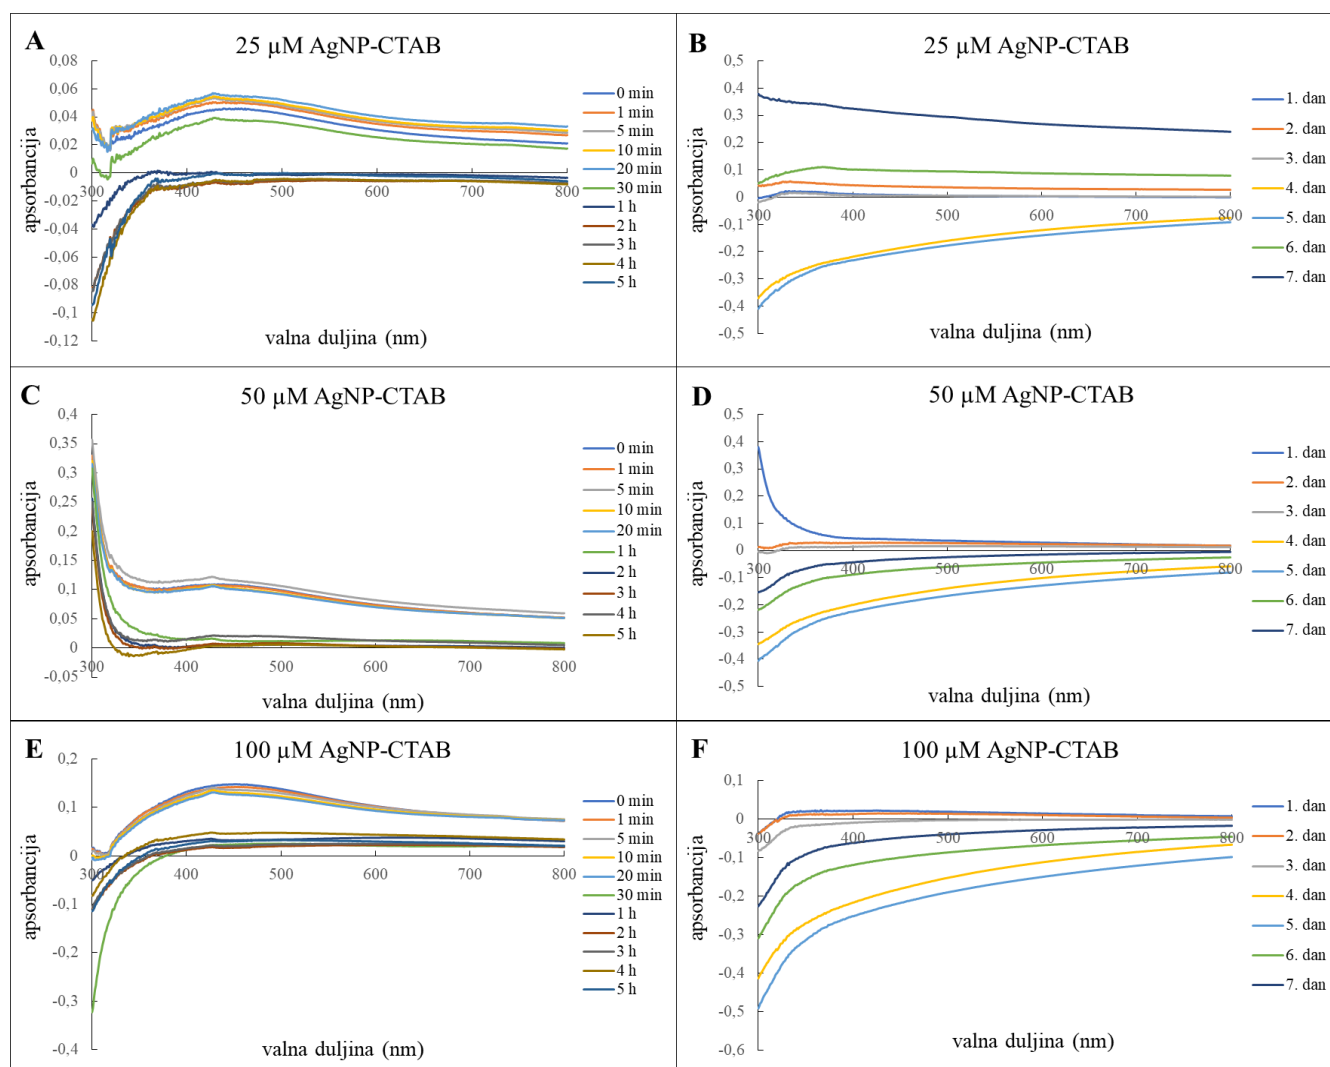 A
25 µM AgNP-CTAB
0,08
0,06
0,04
0,02
0
-0,02
-0,04
-0,06
-0,08
-0,1
-0,12
300 400 500 600 700 800
apsorbancija
valna duljina (nm)
0 min
1 min
5 min
10 min
20 min
30 min
1 h
2 h
3 h
4 h
5 h
B
25 µM AgNP-CTAB
0,5
0,4
0,3
0,2
0,1
0
-0,1
-0,2
-0,3
-0,4
-0,5
300 400 500 600 700 800
apsorbancija
valna duljina (nm)
1. dan
2. dan
3. dan
4. dan
5. dan
6. dan
7. dan
C
50 µM AgNP-CTAB
0,4
0,35
0,3
0,25
0,2
0,15
0,1
0,05
0
-0,05
300 400 500 600 700 800
apsorbancija
valna duljina (nm)
0 min
1 min
5 min
10 min
20 min
1 h
2 h
3 h
4 h
5 h
D
50 µM AgNP-CTAB
0,5
0,4
0,3
0,2
0,1
0
-0,1
-0,2
-0,3
-0,4
-0,5
300 400 500 600 700 800
apsorbancija
valna duljina (nm)
1. dan
2. dan
3. dan
4. dan
5. dan
6. dan
7. dan
E
100 µM AgNP-CTAB
0,2
0,1
0
-0,1
-0,2
-0,3
-0,4
300 400 500 600 700 800
apsorbancija
valna duljina (nm)
0 min
1 min
5 min
10 min
20 min
30 min
1 h
2 h
3 h
4 h
5 h
F
100 µM AgNP-CTAB
0,1
0
-0,1
-0,2
-0,3
-0,4
-0,5
-0,6
300 400 500 600 700 800
apsorbancija
valna duljina (nm)
1. dan
2. dan
3. dan
4. dan
5. dan
6. dan
7. dan